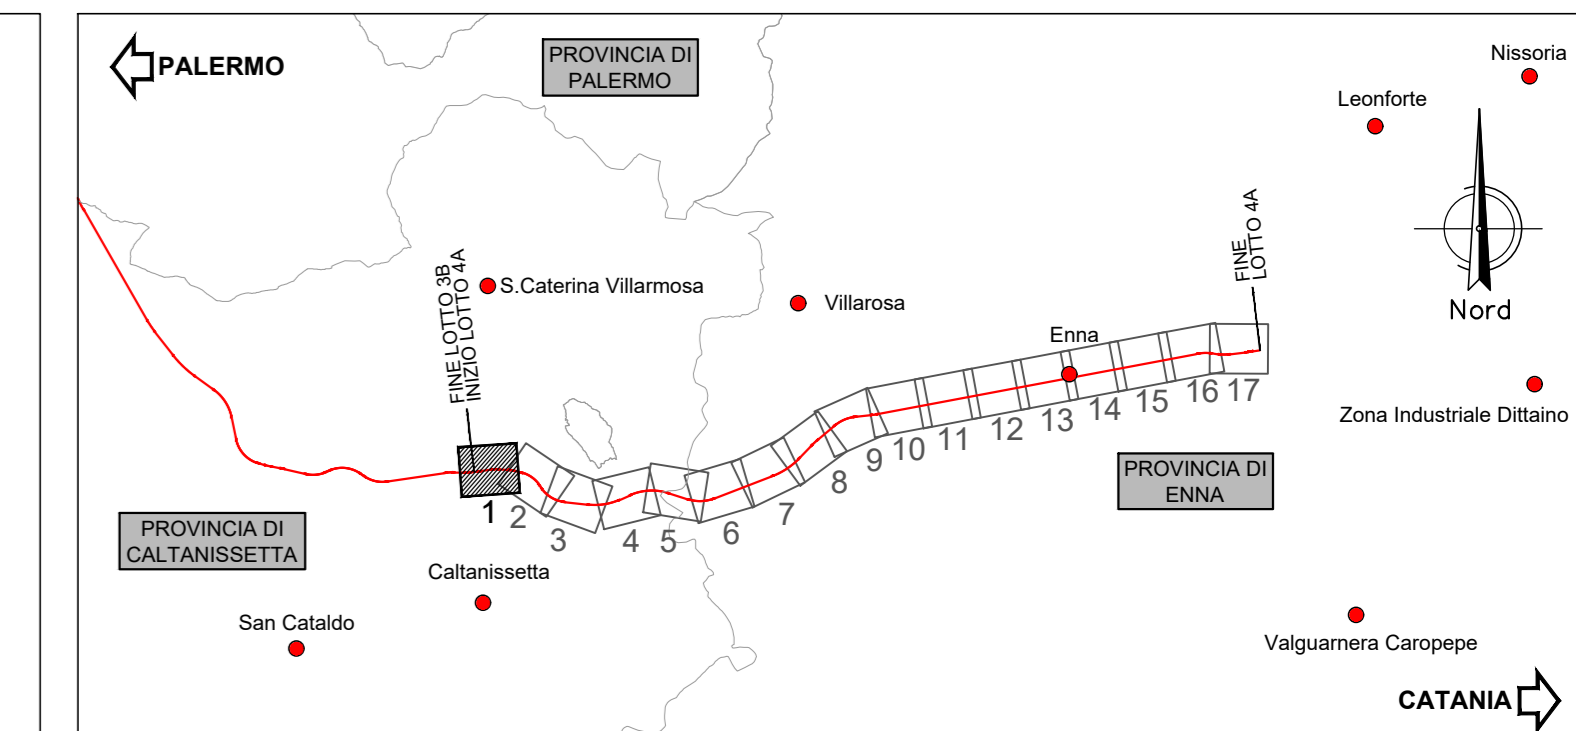 PALERMO
PROVINCIA DI
PALERMO
Nissoria
Leonforte
Nord
FINE LOTTO 3B
INIZIO LOTTO 4A
S.Caterina Villarmosa
Villarosa
Enna
FINE
LOTTO 4A
Zona Industriale Dittaino
1
2
3
4
5
6
7
8
9
10
11
12
13
14
15
16
17
PROVINCIA DI
ENNA
PROVINCIA DI
CALTANISSETTA
Caltanissetta
San Cataldo
Valguarnera Caropepe
CATANIA